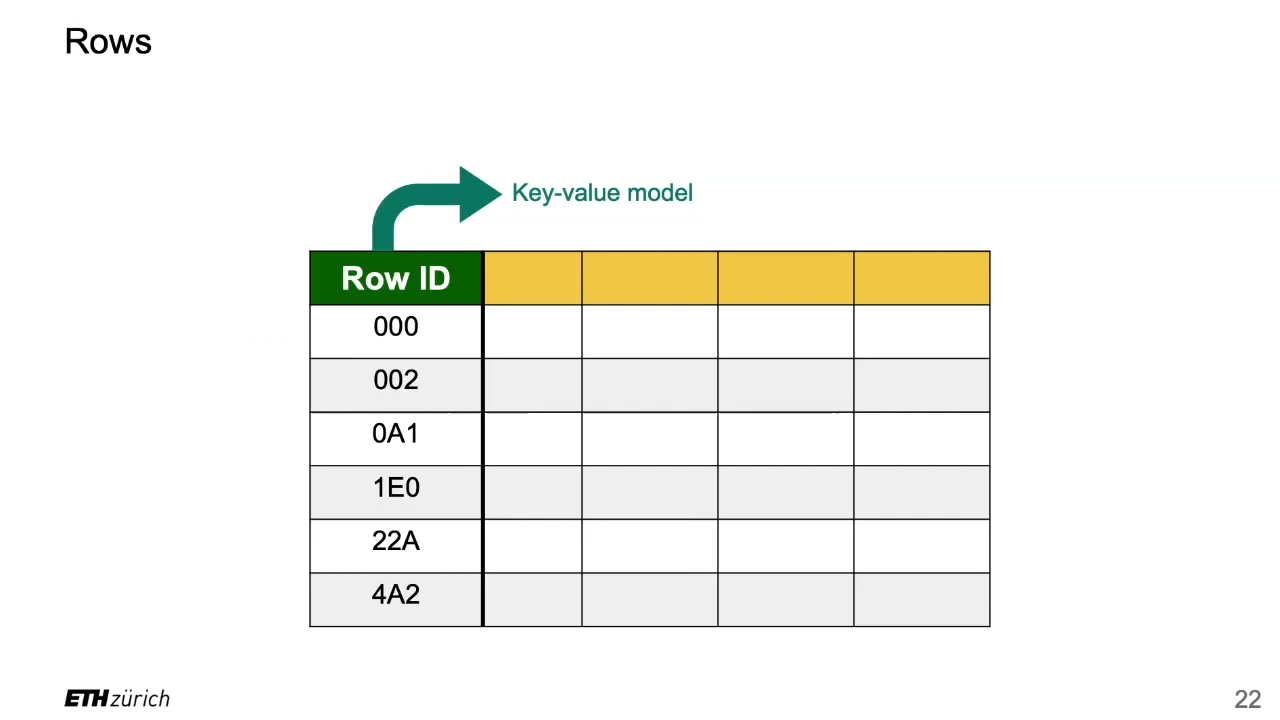 Rows
Key-value model
Row ID
000
002
0A1
1E0
22A
4A2
ETH zürich
22